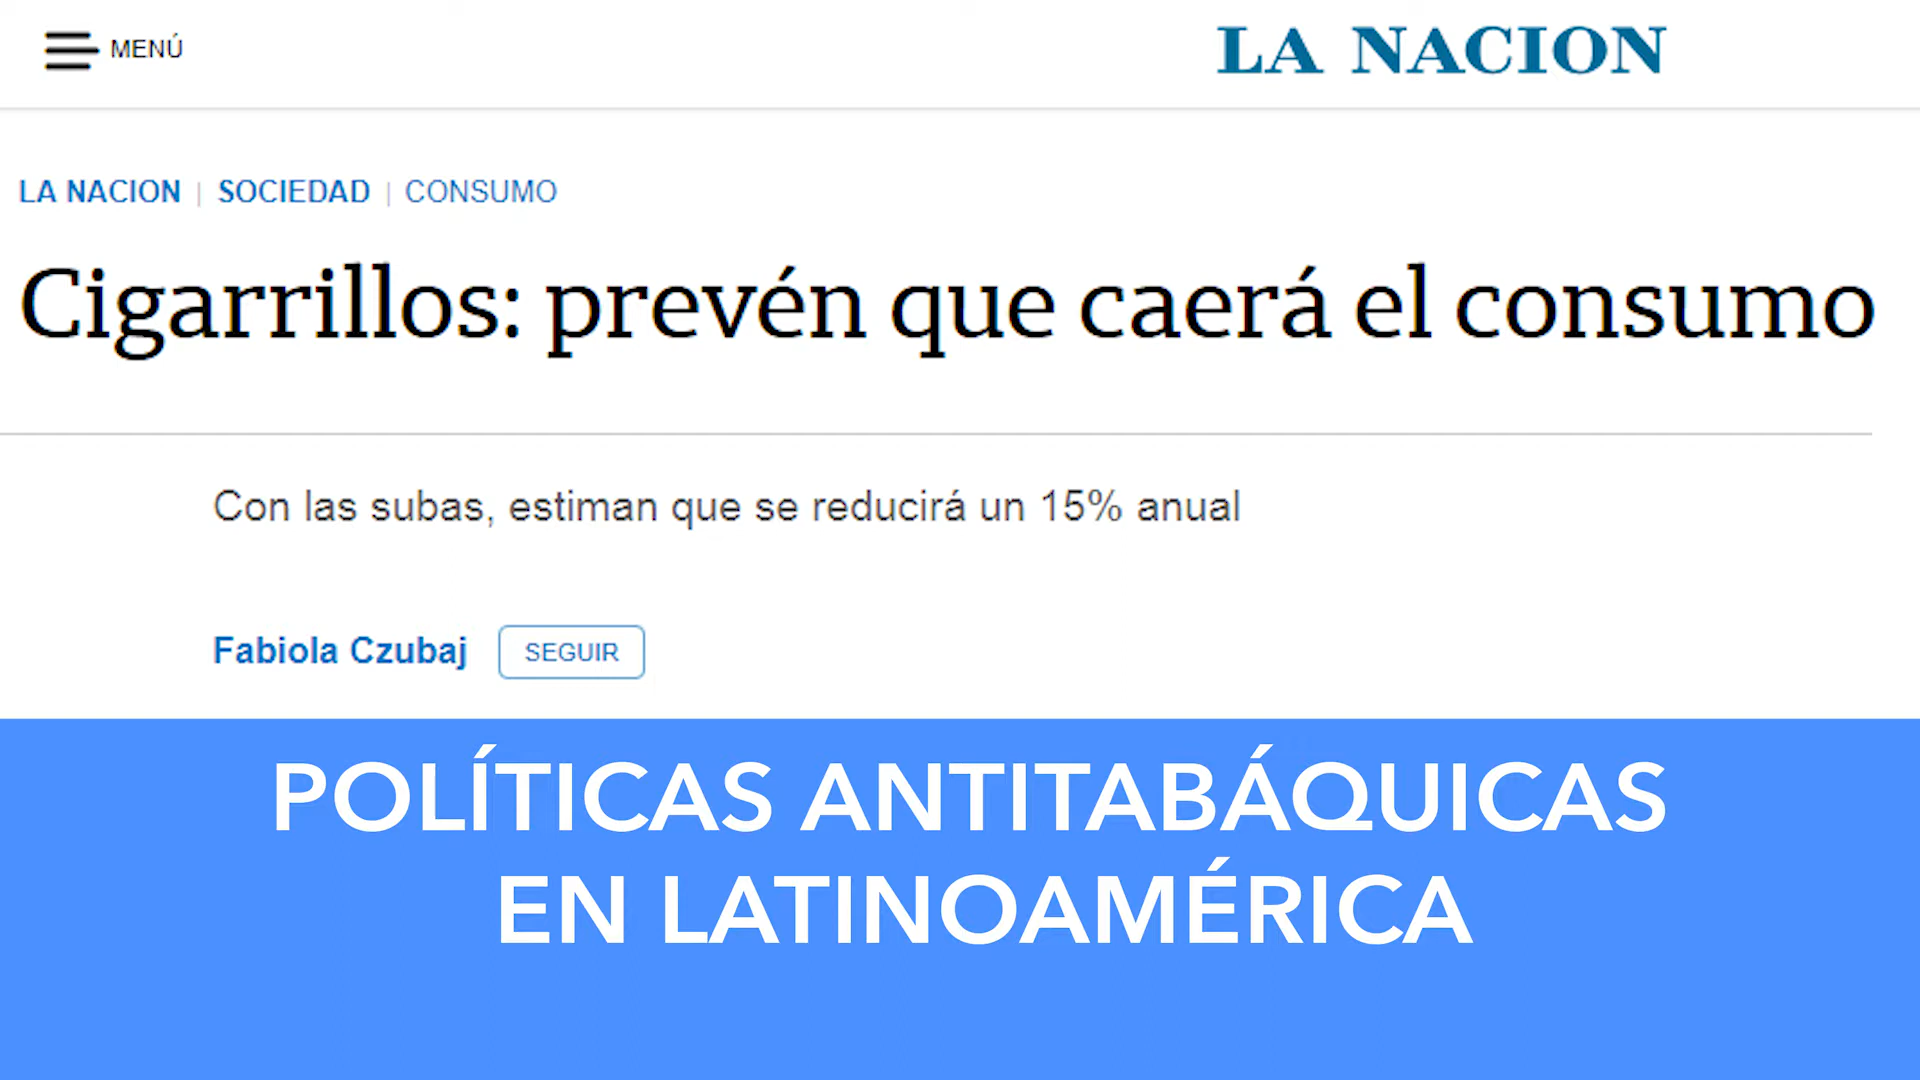 MENÚ
LA NACION
LA NACION | SOCIEDAD | CONSUMO
Cigarrillos: prevén que caerá el consumo
Con las subas, estiman que se reducirá un 15% anual
Fabiola Czubaj SEGUIR
POLÍTICAS ANTITABÁQUICAS
EN LATINOAMÉRICA